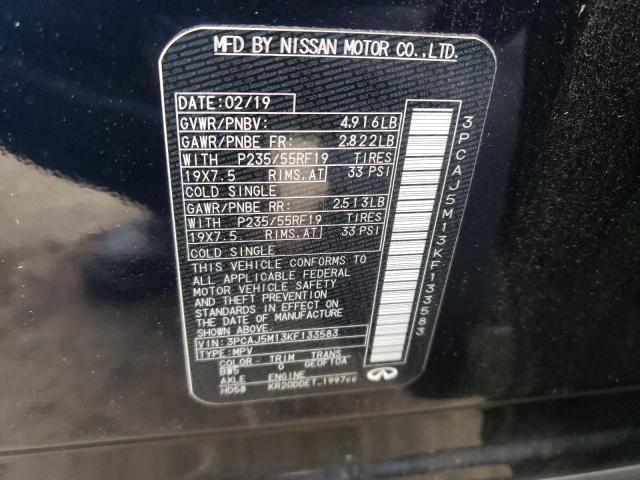 MFD BY NISSAN MOTOR CO.,LTD.
DATE:02/19
GVWR/PNBV: 4.916LB
GAWR/PNBE FR: 2.822LB
WITH P235/55RF19 TIRES
19X7.5 RIMS.AT 33 PSI
COLD SINGLE
GAWR/PNBE RR: 2.513LB
WITH P235/55RF19 TIRES
19X7.5 RIMS.AT 33 PSI
COLD SINGLE
THIS VEHICLE CONFORMS TO
ALL APPLICABLE FEDERAL
MOTOR VEHICLE SAFETY
AND THEFT PREVENTION
STANDARDS IN EFFECT ON
THE DATE OF MANUFACTURE
SHOWN ABOVE.
VIN: 3PCAJ5M13KF133583
TYPE:MPV
COLOR TRIM TRANS
BW5 G GE0F10A
AXLE ENGINE
HD58 KR20DDET 1997cc
3PCAJ5M13KF133583